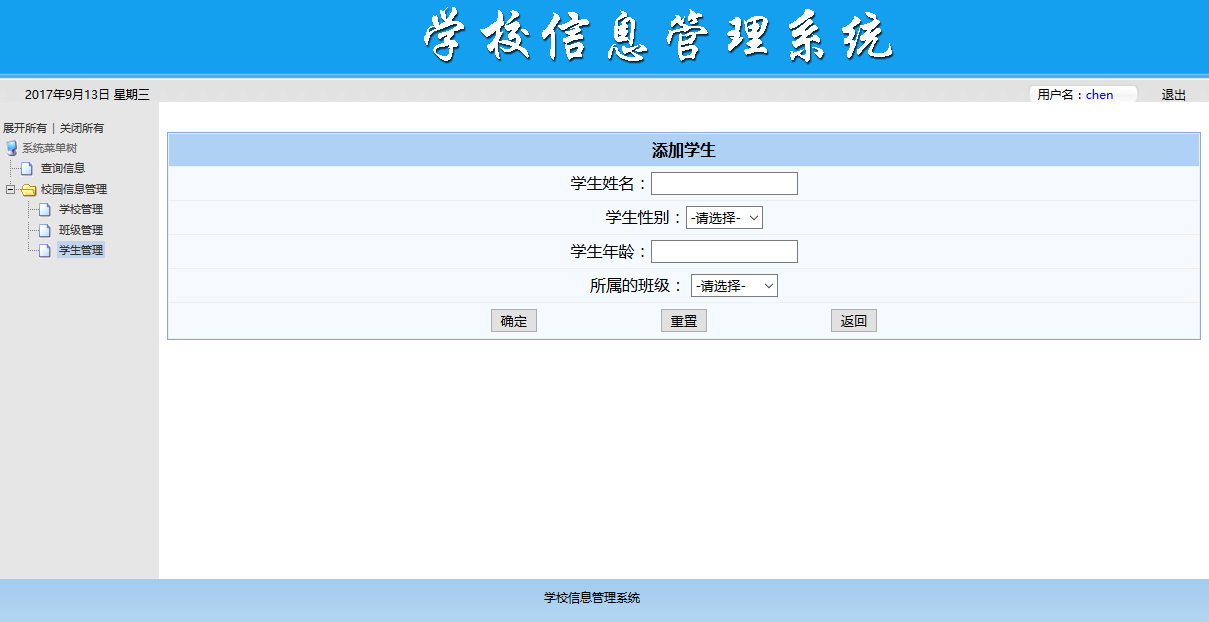 学校信息管理系统
2017年9月13日 星期三
用户名：chen
退出
展开所有 | 关闭所有
系统菜单树
查询信息
校园信息管理
学校管理
班级管理
学生管理
添加学生
学生姓名：
学生性别： -请选择-
学生年龄：
所属的班级： -请选择-
确定 重置 返回
学校信息管理系统